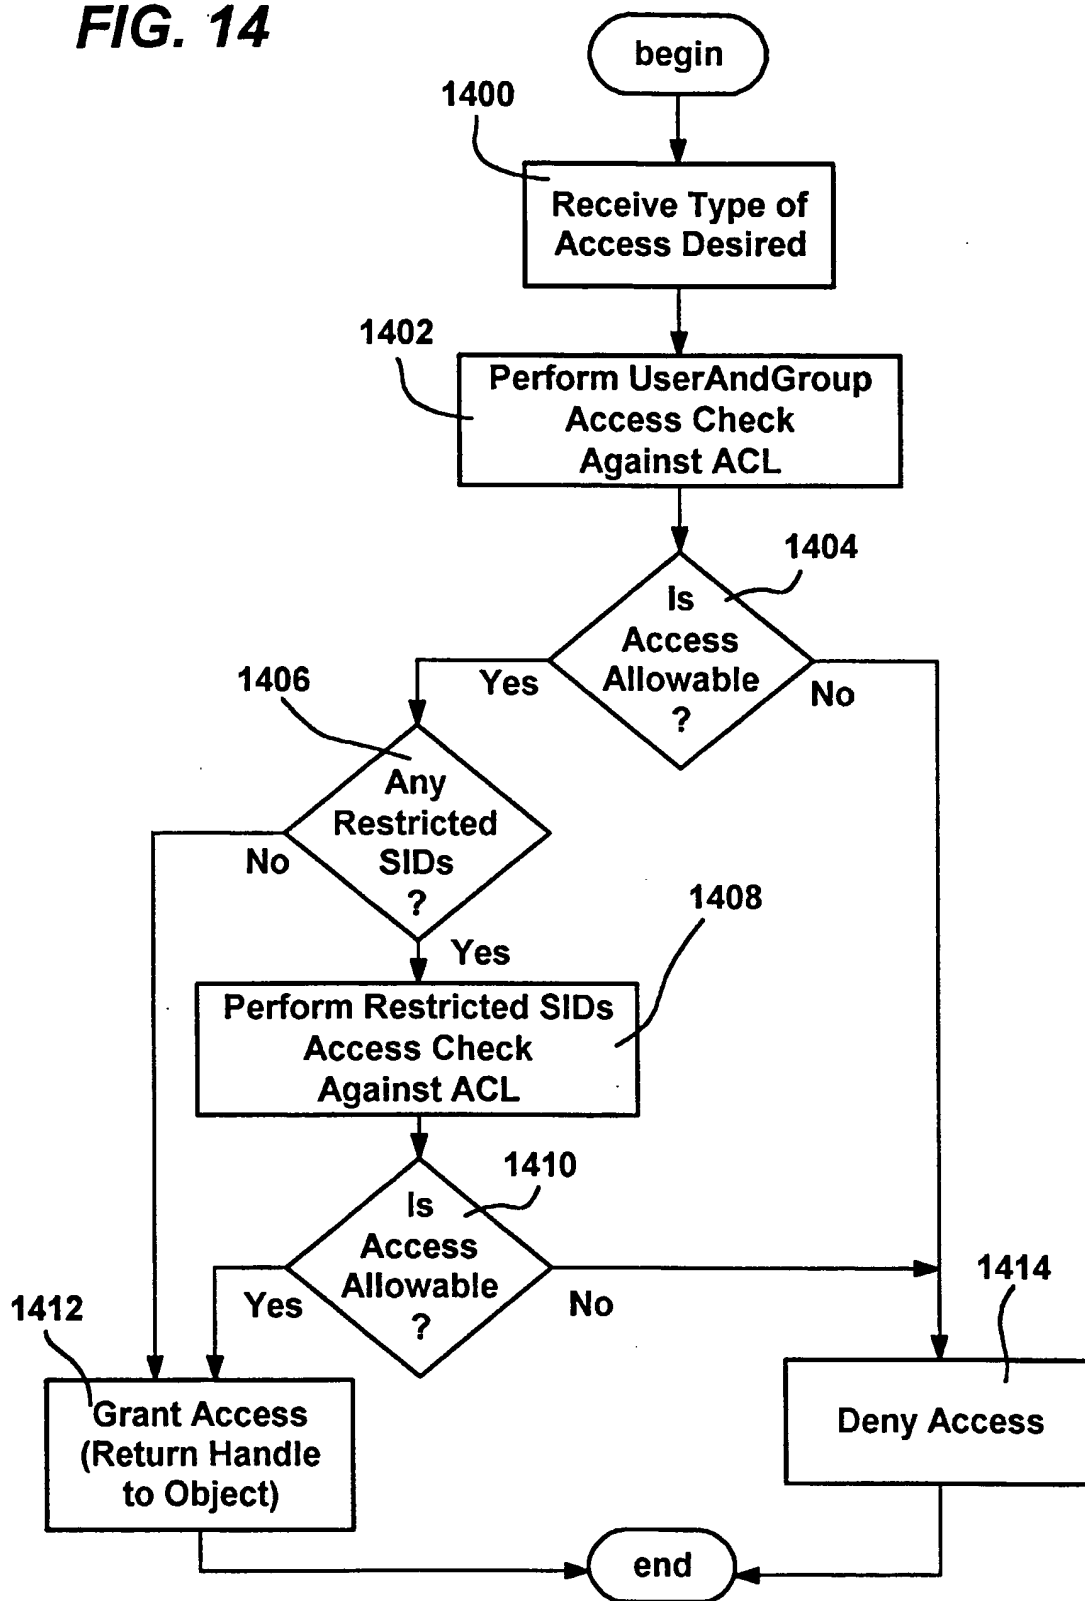 FIG. 14
begin
1400
Receive Type of
Access Desired
1402
Perform UserAndGroup
Access Check
Against ACL
1404
Is
Access
Allowable
?
Yes
No
1406
Any
Restricted
SIDs
?
No
Yes
1408
Perform Restricted SIDs
Access Check
Against ACL
1410
Is
Access
Allowable
?
Yes
No
1412
Grant Access
(Return Handle
to Object)
1414
Deny Access
end